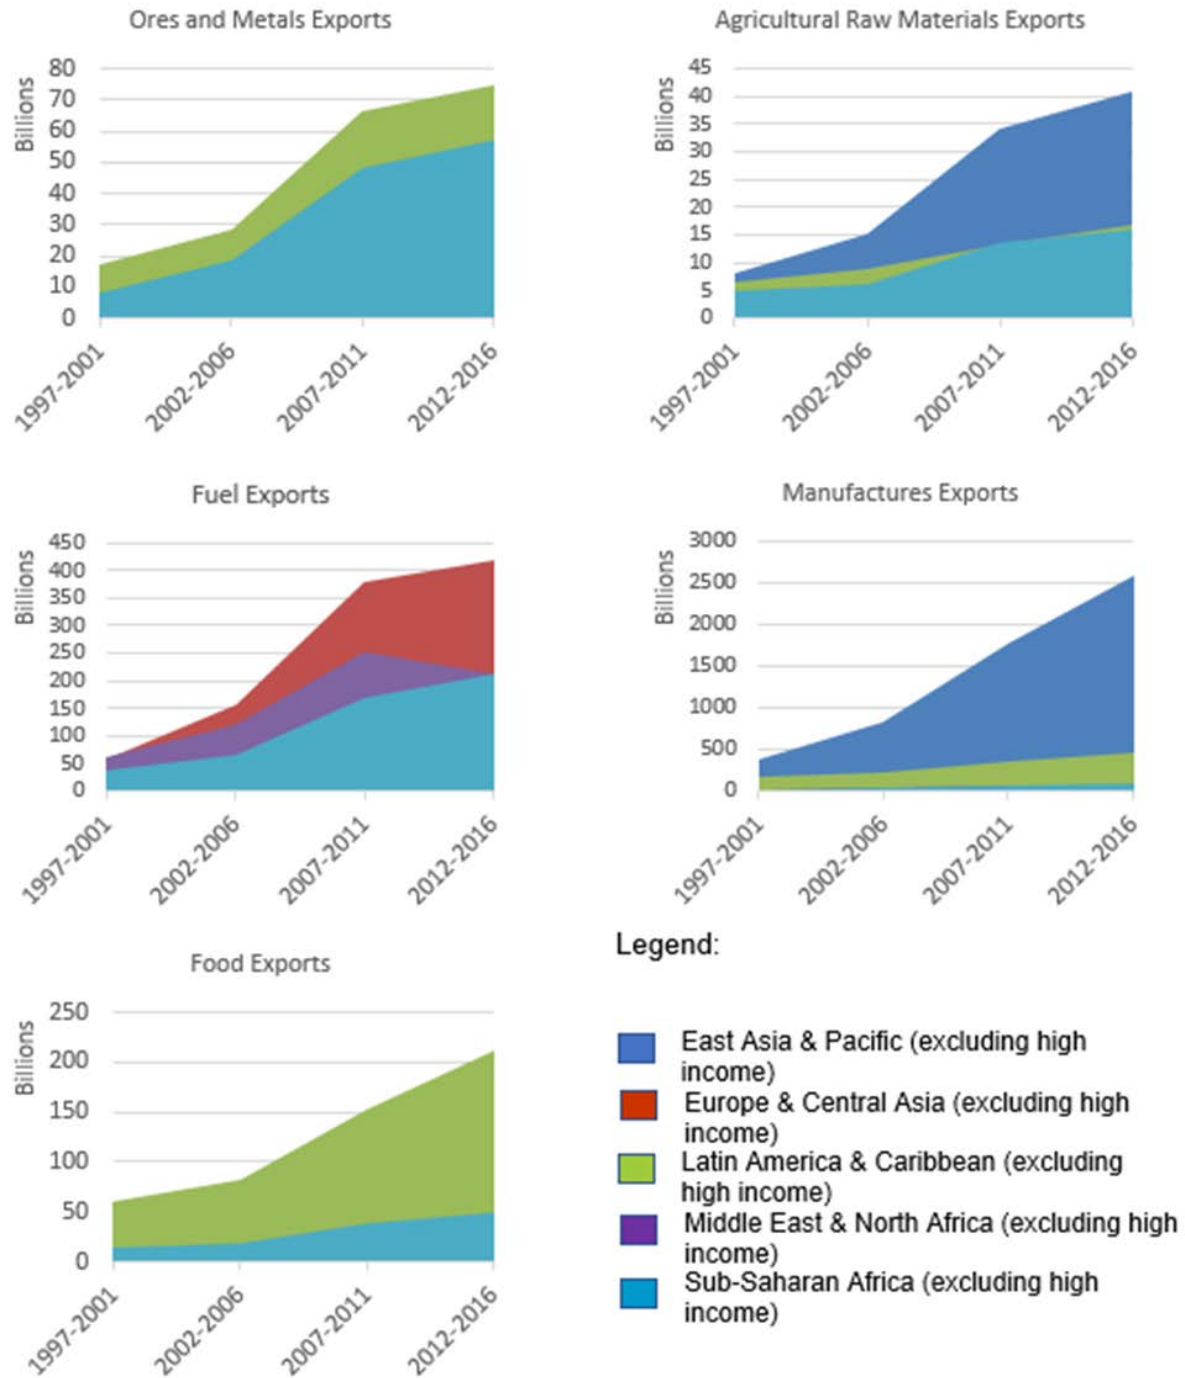 Ores and Metals Exports
Billions
80
70
60
50
40
30
20
10
0
1997-2001
2002-2006
2007-2011
2012-2016
Agricultural Raw Materials Exports
Billions
45
40
35
30
25
20
15
10
5
0
1997-2001
2002-2006
2007-2011
2012-2016
Fuel Exports
Billions
450
400
350
300
250
200
150
100
50
0
1997-2001
2002-2006
2007-2011
2012-2016
Manufactures Exports
Billions
3000
2500
2000
1500
1000
500
0
1997-2001
2002-2006
2007-2011
2012-2016
Food Exports
Billions
250
200
150
100
50
0
1997-2001
2002-2006
2007-2011
2012-2016
Legend:
East Asia & Pacific (excluding high
income)
Europe & Central Asia (excluding high
income)
Latin America & Caribbean (excluding
high income)
Middle East & North Africa (excluding high
income)
Sub-Saharan Africa (excluding high
income)